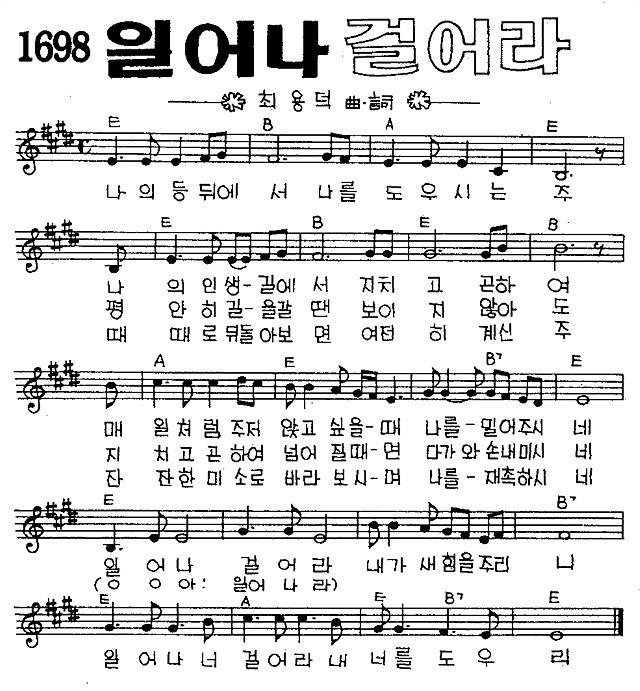 1698 일어나 걸어라
최용덕 曲·詞
E B A E
나의등 뒤에 서 나를 도우시는 주
E B E B
나 의인생-길에서 지치 고 곤하 여
평 안히길-을갈 땐 보이 지 않아 도
때 때로뒤돌아보면 여전 히 계신 주
A E B7 E
매 일처럼주저 앉고 싶을-때 나를-밀어주시 네
지 치고곤하여 넘어 질때-면 다가와손내미시 네
잔 잔한미소로 바라 보시-며 나를-재촉하시 네
E B7
일 어나 걸 어라 내가 새힘을주리 니
(ㅇ ㅇ아! 일어 나 라)
E A E B7 E
일 어나너 걸어라내 너를 도우 리